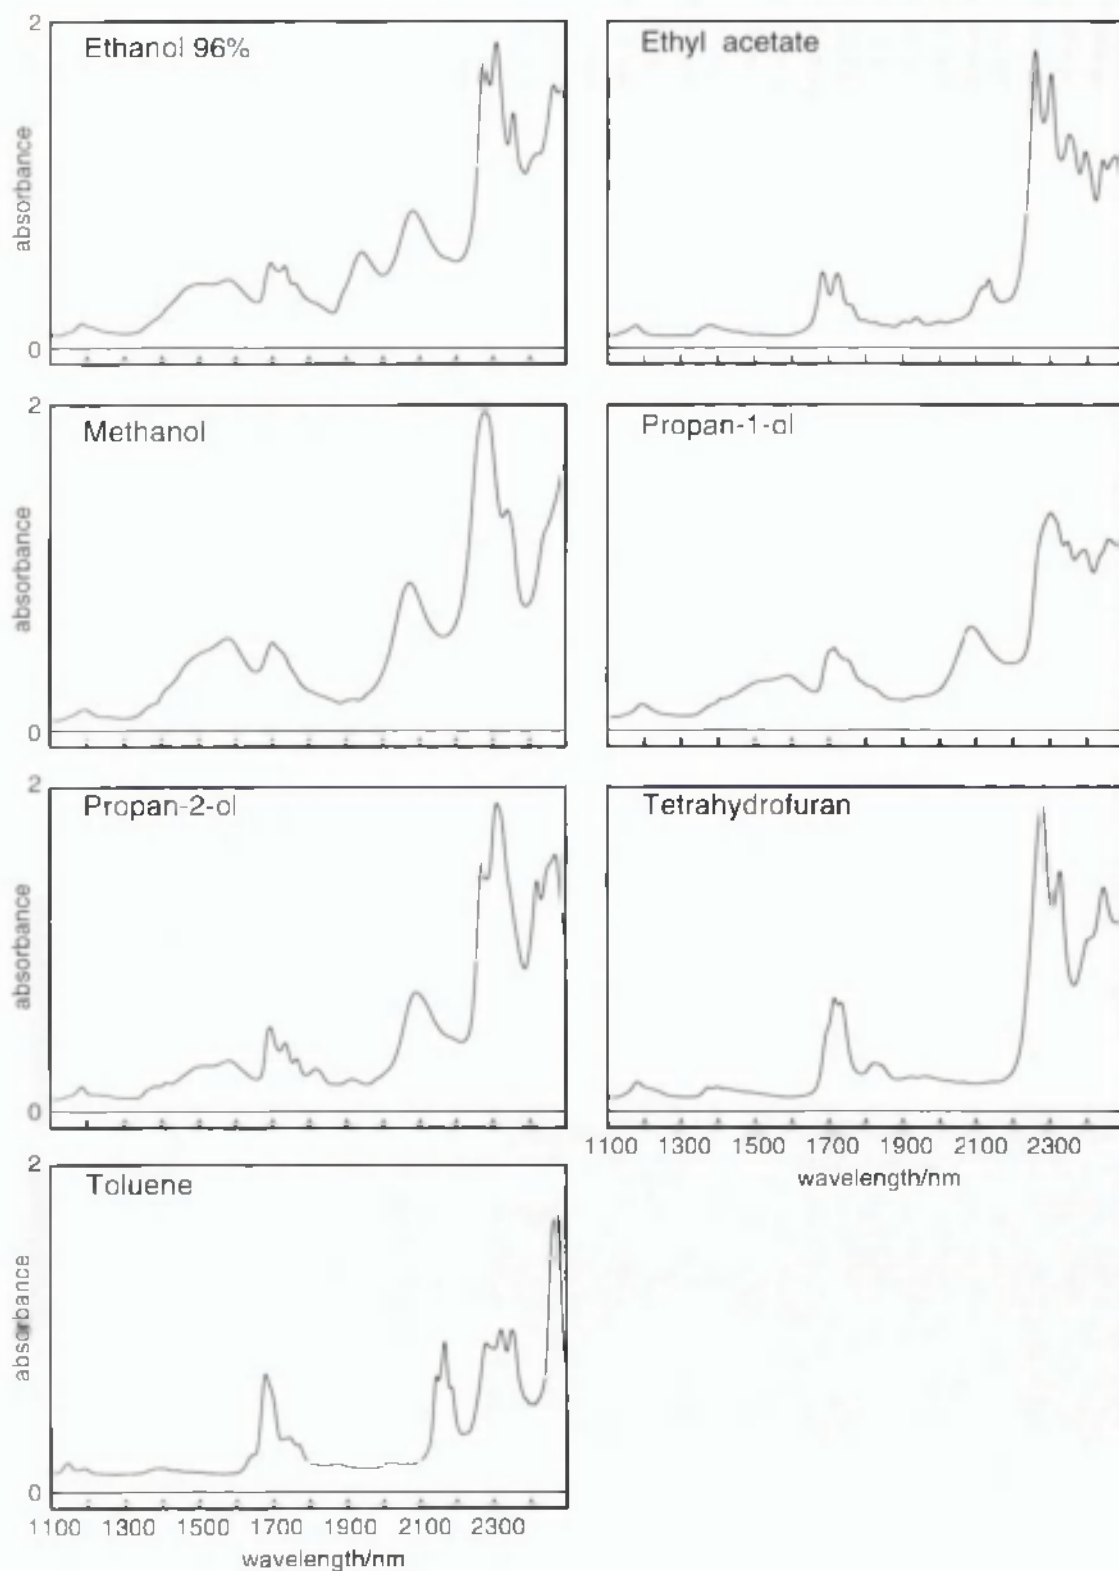 2
Ethanol 96%
absorbance
0
Ethyl acetate
2
Methanol
absorbance
0
Propan-1-ol
2
Propan-2-ol
absorbance
0
Tetrahydrofuran
1100 1300 1500 1700 1900 2100 2300
wavelength/nm
2
Toluene
absorbance
0
1100 1300 1500 1700 1900 2100 2300
wavelength/nm